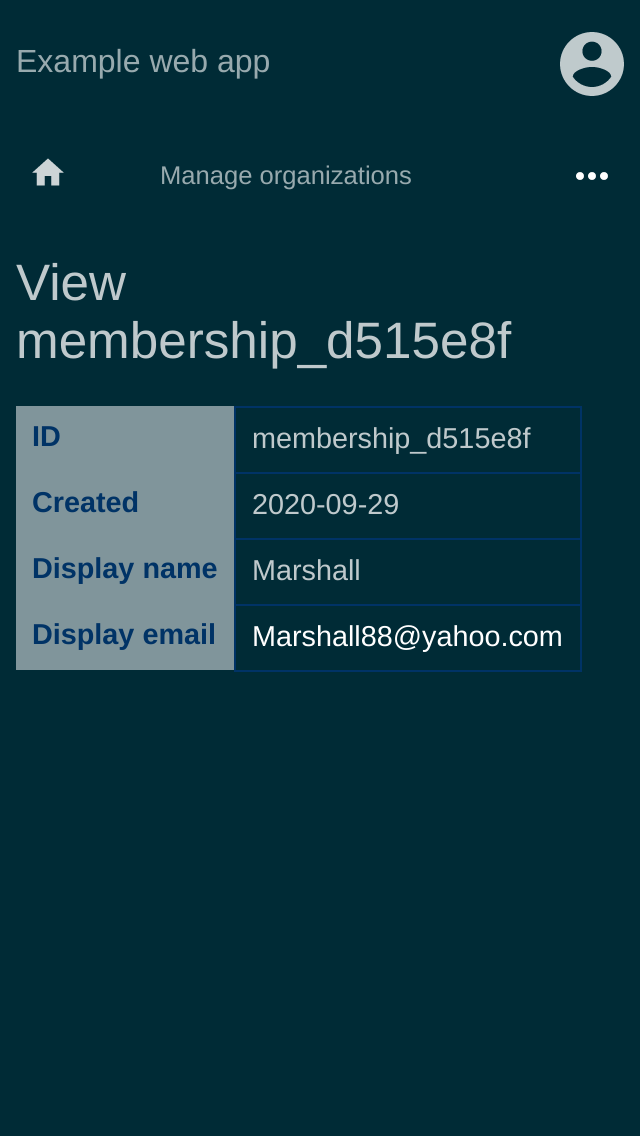 Example web app
Manage organizations
View
membership_d515e8f
ID membership_d515e8f
Created 2020-09-29
Display name Marshall
Display email Marshall88@yahoo.com